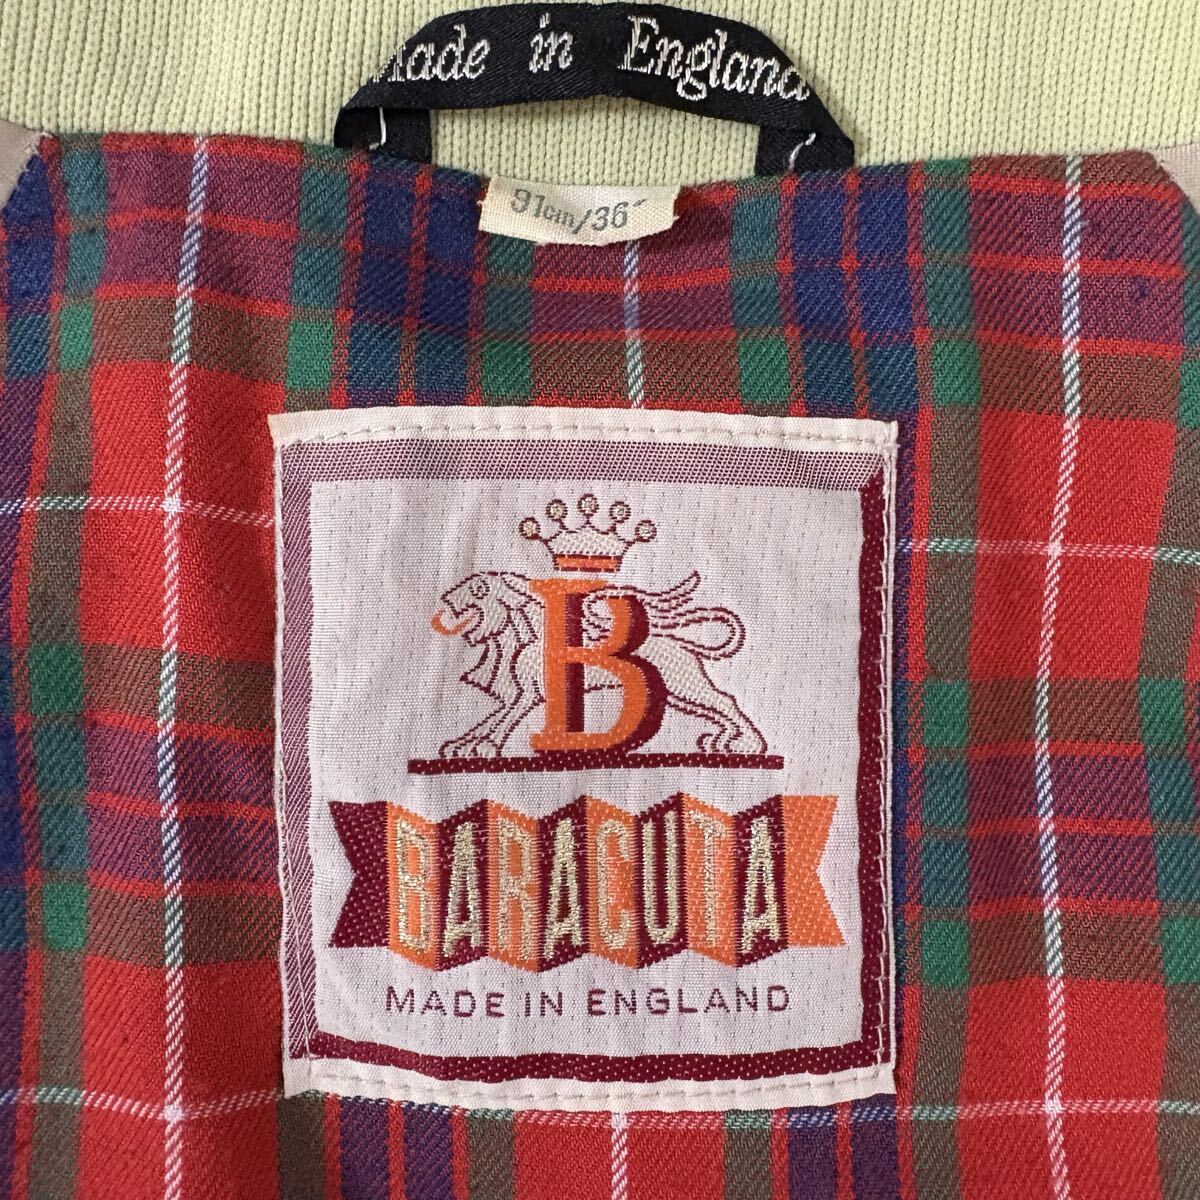 Made in England
91cm/36"
B
BARACUTA
MADE IN ENGLAND